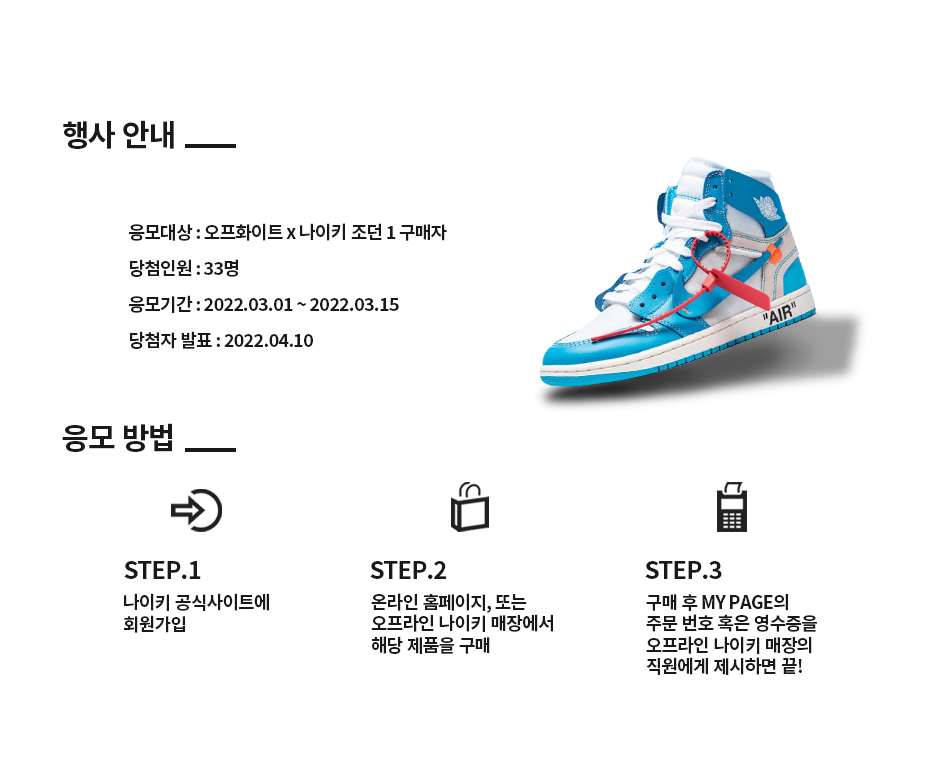 행사 안내
응모대상 : 오프화이트 x 나이키 조던 1 구매자
당첨인원 : 33명
응모기간 : 2022.03.01 ~ 2022.03.15
당첨자 발표 : 2022.04.10
"AIR"
응모 방법
STEP.1
나이키 공식사이트에
회원가입
STEP.2
온라인 홈페이지, 또는
오프라인 나이키 매장에서
해당 제품을 구매
STEP.3
구매 후 MY PAGE의
주문 번호 혹은 영수증을
오프라인 나이키 매장의
직원에게 제시하면 끝!